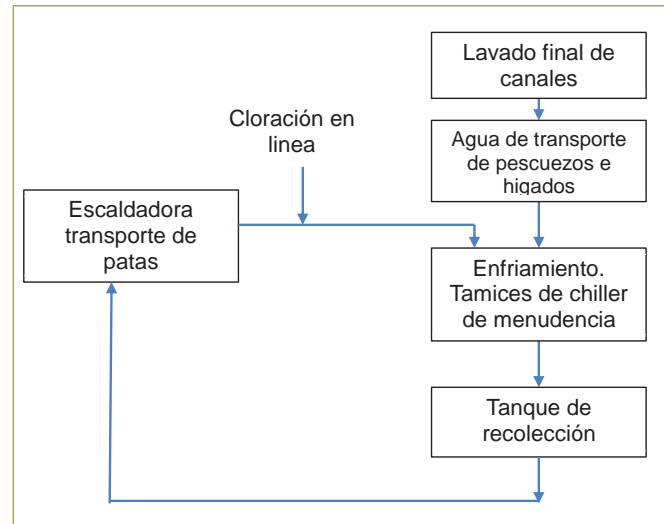 Lavado final de
canales
Cloración en
linea
Agua de transporte
de pescuezos e
higados
Escaldadora
transporte de
patas
Enfriamiento.
Tamices de chiller
de menudencia
Tanque de
recolección